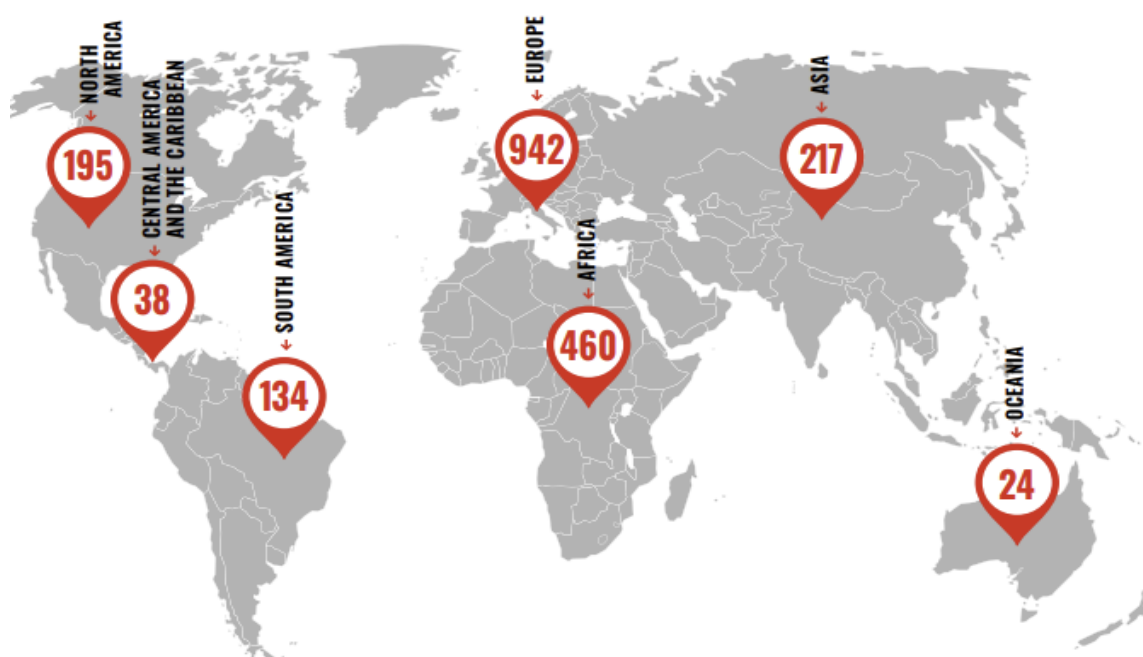 NORTH
AMERICA
195
CENTRAL AMERICA
AND THE CARIBBEAN
38
SOUTH AMERICA
134
EUROPE
942
AFRICA
460
ASIA
217
OCEANIA
24